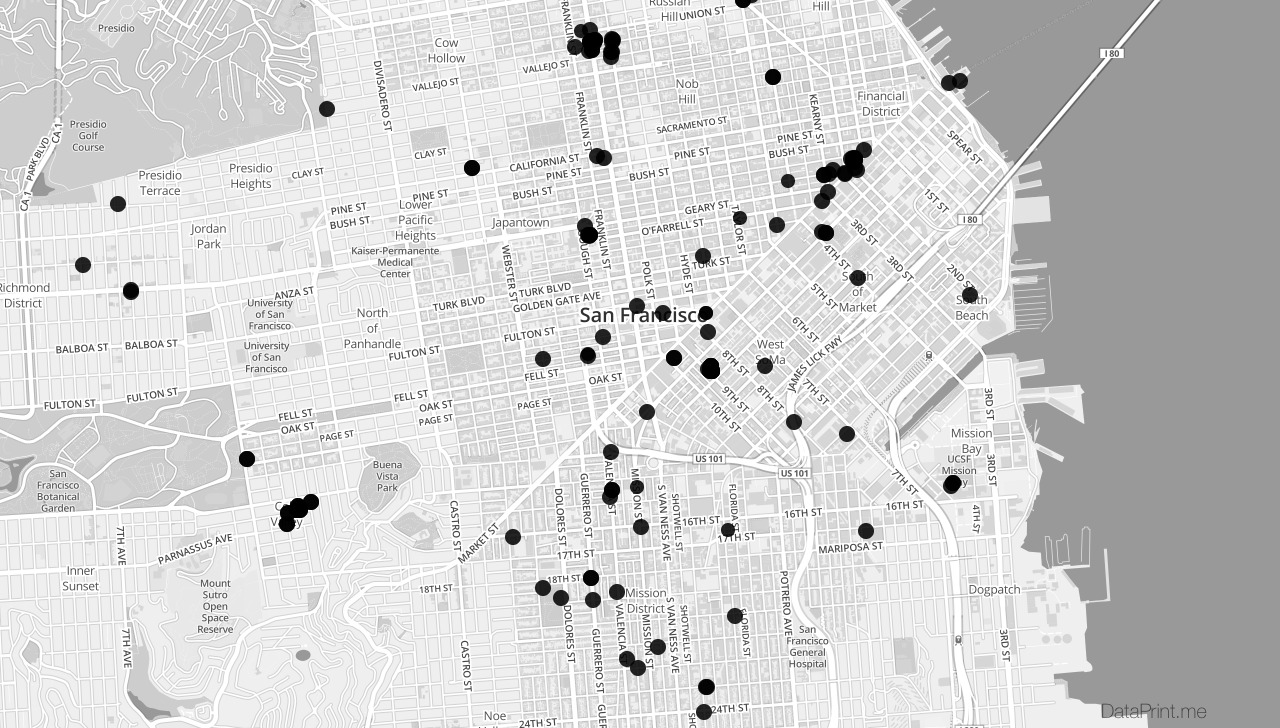 Russian
Hill
Hill
UNION ST
Presidio
Cow
Hollow
VALLEJO ST
VALLEJO ST
I 80
DIVISADERO ST
FRANKLIN
Nob
Hill
Financial
District
KEARNY ST
FRANKLIN ST
Presidio
Golf
Course
CA 1
PARK BLVD
SACRAMENTO ST
PINE ST
BUSH ST
SPEAR ST
CLAY ST
CALIFORNIA ST
PINE ST
PINE ST
BUSH ST
BUSH ST
Presidio
Terrace
Presidio
Heights
CLAY ST
PINE ST
CA 1
1ST ST
PINE ST
BUSH ST
Lower
Pacific
Heights
Japantown
GEARY ST
O'FARRELL ST
TAYLOR ST
I 80
Jordan
Park
Kaiser-Permanente
Medical
Center
WEBSTER ST
GOUGH ST
FRANKLIN ST
POLK ST
HYDE ST
TURK ST
3RD ST
4TH ST
3RD ST
2ND ST
Richmond
District
ANZA ST
TURK BLVD
TURK BLVD
GOLDEN GATE AVE
5TH ST
South
of
Market
South
Beach
University
of San
Francisco
North
of
Panhandle
San Francisco
6TH ST
BALBOA ST
BALBOA ST
University
of San
Francisco
FULTON ST
FULTON ST
West
SoMa
JAMES LICK FWY
8TH ST
7TH ST
FELL ST
OAK ST
9TH ST
8TH ST
10TH ST
3RD ST
FULTON ST
FULTON ST
FELL ST
OAK ST
PAGE ST
PAGE ST
FELL ST
OAK ST
PAGE ST
Mission
Bay
UCSF
Mission
Bay
3RD ST
US 101
US 101
7TH ST
San
Francisco
Botanical
Garden
Buena
Vista
Park
VALENCIA ST
MISSION ST
GUERRERO ST
DOLORES ST
S VAN NESS AVE
SHOTWELL ST
FLORIDA ST
16TH ST
16TH ST
16TH ST
4TH ST
Cole
Valley
CASTRO ST
MARKET ST
7TH AVE
PARNASSUS AVE
17TH ST
17TH ST
MARIPOSA ST
Inner
Sunset
Mount
Sutro
Open
Space
Reserve
18TH ST
18TH ST
Mission
District
POTRERO AVE
Dogpatch
7TH AVE
CASTRO ST
DOLORES ST
GUERRERO ST
VALENCIA
MISSION ST
S VAN NESS AVE
SHOTWELL ST
FLORIDA ST
San
Francisco
General
Hospital
3RD ST
Noe
24TH ST
24TH ST
DataPrint.me